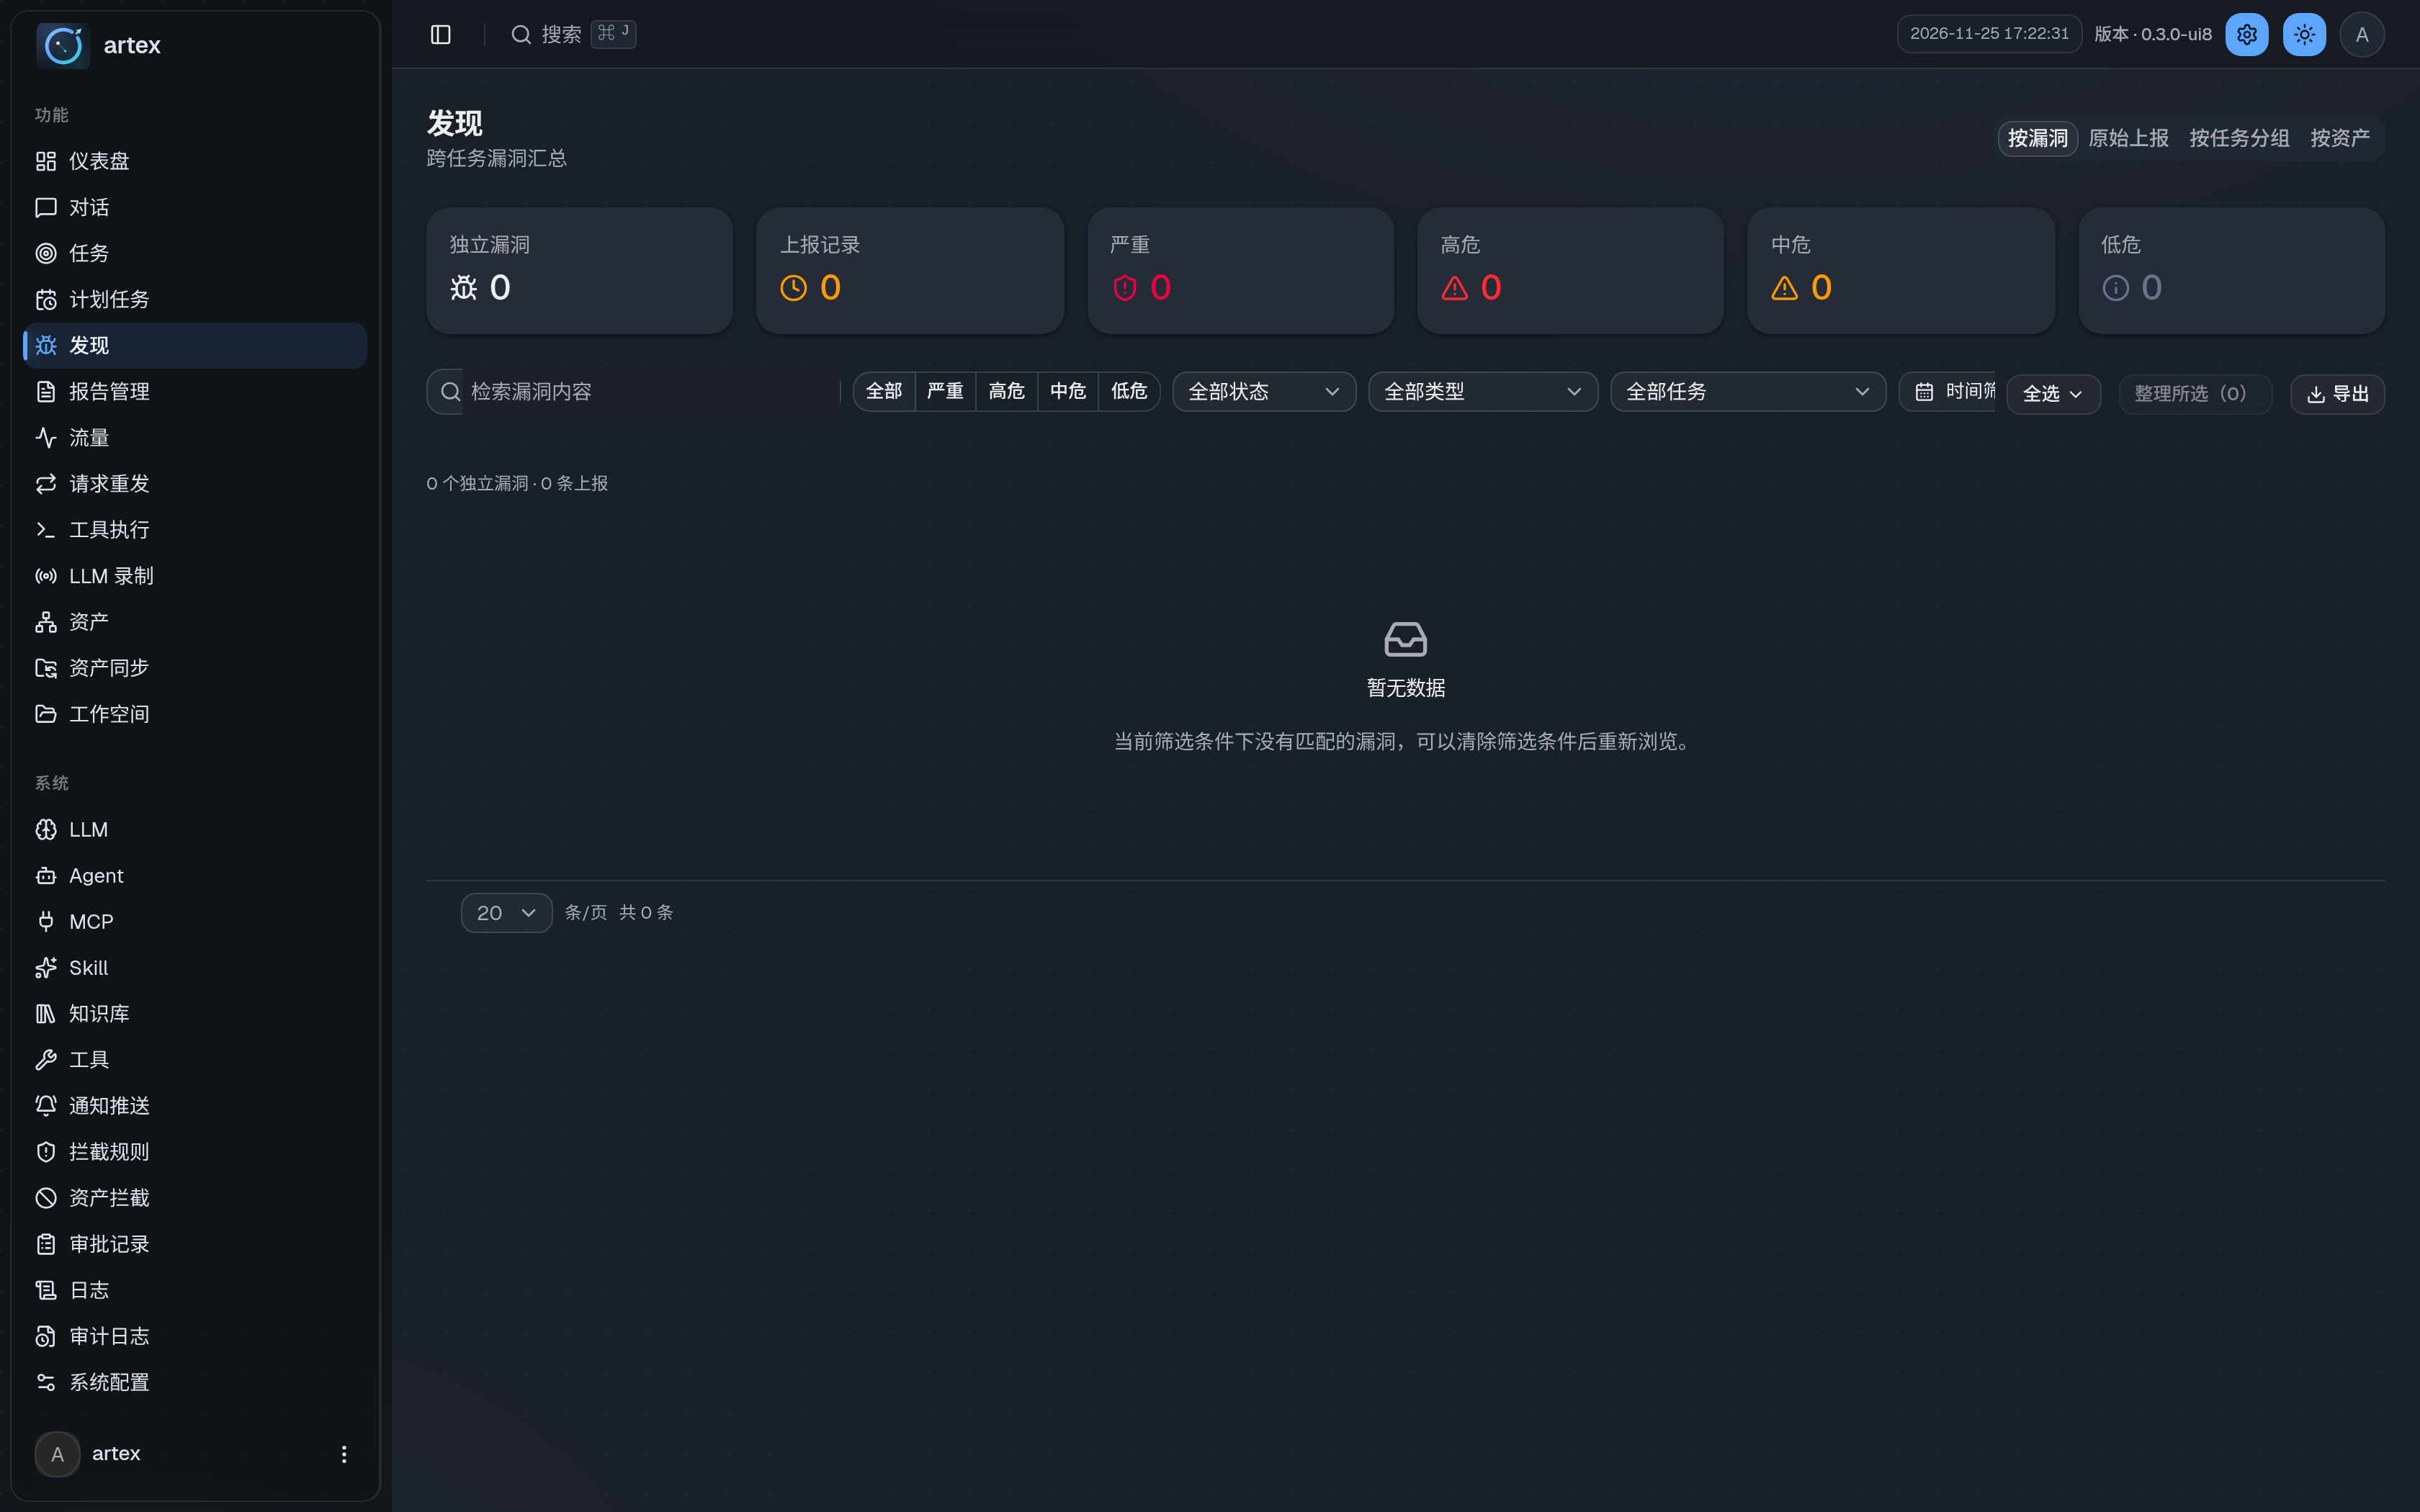 artex
搜索 ⌘ J
2026-11-25 17:22:31
版本 · 0.3.0-ui8
A
功能
仪表盘
对话
任务
计划任务
发现
报告管理
流量
请求重发
工具执行
LLM 录制
资产
资产同步
工作空间
系统
LLM
Agent
MCP
Skill
知识库
工具
通知推送
拦截规则
资产拦截
审批记录
日志
审计日志
系统配置
A artex
发现
跨任务漏洞汇总
按漏洞 原始上报 按任务分组 按资产
独立漏洞
0
上报记录
0
严重
0
高危
0
中危
0
低危
0
检索漏洞内容
全部 严重 高危 中危 低危
全部状态
全部类型
全部任务
时间筛
全选
整理所选（0）
导出
0 个独立漏洞 · 0 条上报
暂无数据
当前筛选条件下没有匹配的漏洞，可以清除筛选条件后重新浏览。
20 条/页 共 0 条